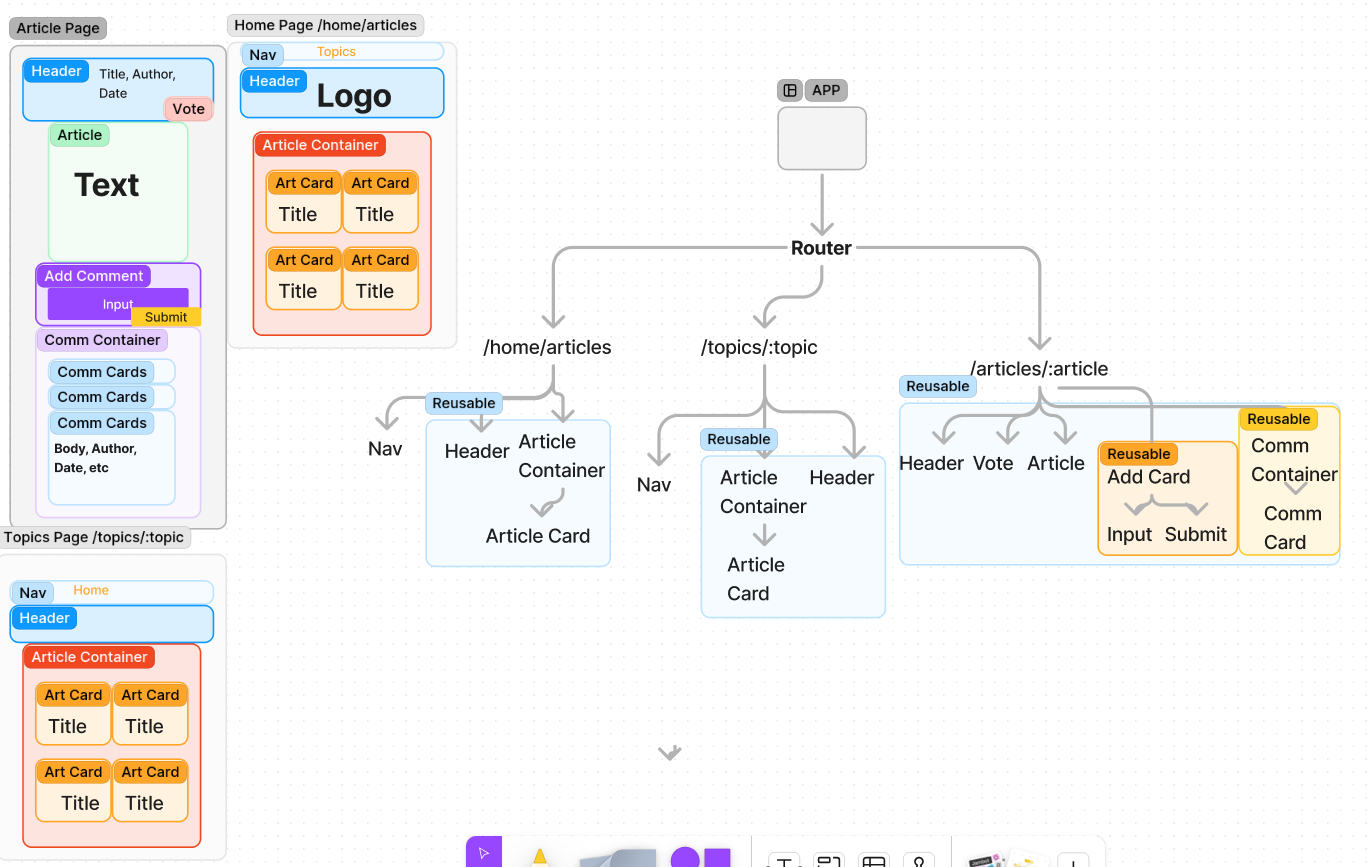 Article Page
Header
Title, Author,
Date
Vote
Article
Text
Add Comment
Input
Submit
Comm Container
Comm Cards
Comm Cards
Comm Cards
Body, Author,
Date, etc
Home Page /home/articles
Nav
Topics
Header
Logo
Article Container
Art Card
Art Card
Title
Title
Art Card
Art Card
Title
Title
Topics Page /topics/:topic
Nav
Home
Header
Article Container
Art Card
Art Card
Title
Title
Art Card
Art Card
Title
Title
APP
Router
/home/articles
Nav
Reusable
Header
Article
Container
Article Card
/topics/:topic
Nav
Reusable
Article
Container
Header
Article
Card
/articles/:article
Reusable
Header
Vote
Article
Reusable
Add Card
Input
Submit
Reusable
Comm
Container
Comm
Card